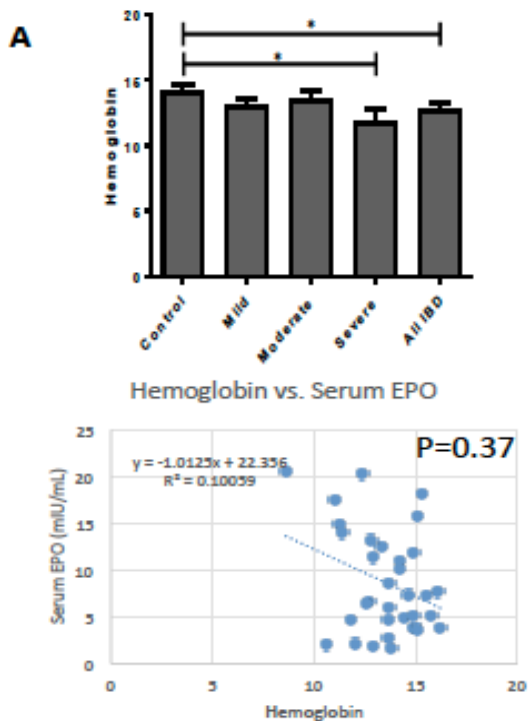 A
20
*
*
15
10
5
0
Hemoglobin
Control
Mild
Moderate
Severe
All IBD
Hemoglobin vs. Serum EPO
25
P=0.37
y = -1.0125x + 22.356
R² = 0.10059
20
15
10
5
0
Serum EPO (mIU/mL)
0
5
10
15
20
Hemoglobin